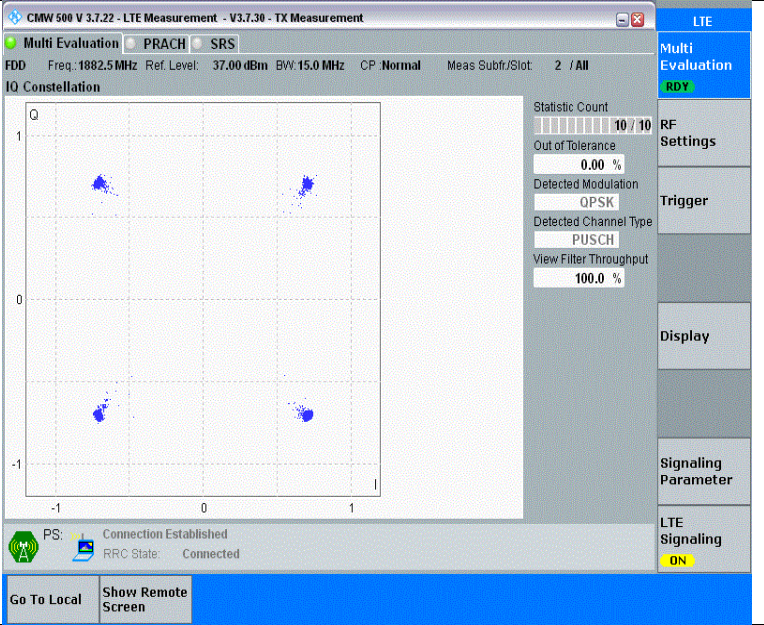 CMW 500 V 3.7.22 - LTE Measurement - V3.7.30 - TX Measurement
LTE
Multi Evaluation PRACH SRS
FDD Freq.: 1882.5 MHz Ref. Level: 37.00 dBm BW: 15.0 MHz CP :Normal Meas Subfr/Slot: 2 / All
IQ Constellation
Q
1
0
-1
-1 0 1
I
Statistic Count
10 / 10
Out of Tolerance
0.00 %
Detected Modulation
QPSK
Detected Channel Type
PUSCH
View Filter Throughput
100.0 %
Multi
Evaluation
RDY
RF
Settings
Trigger
Display
Signaling
Parameter
LTE
Signaling
ON
PS: Connection Established
RRC State: Connected
Go To Local
Show Remote
Screen